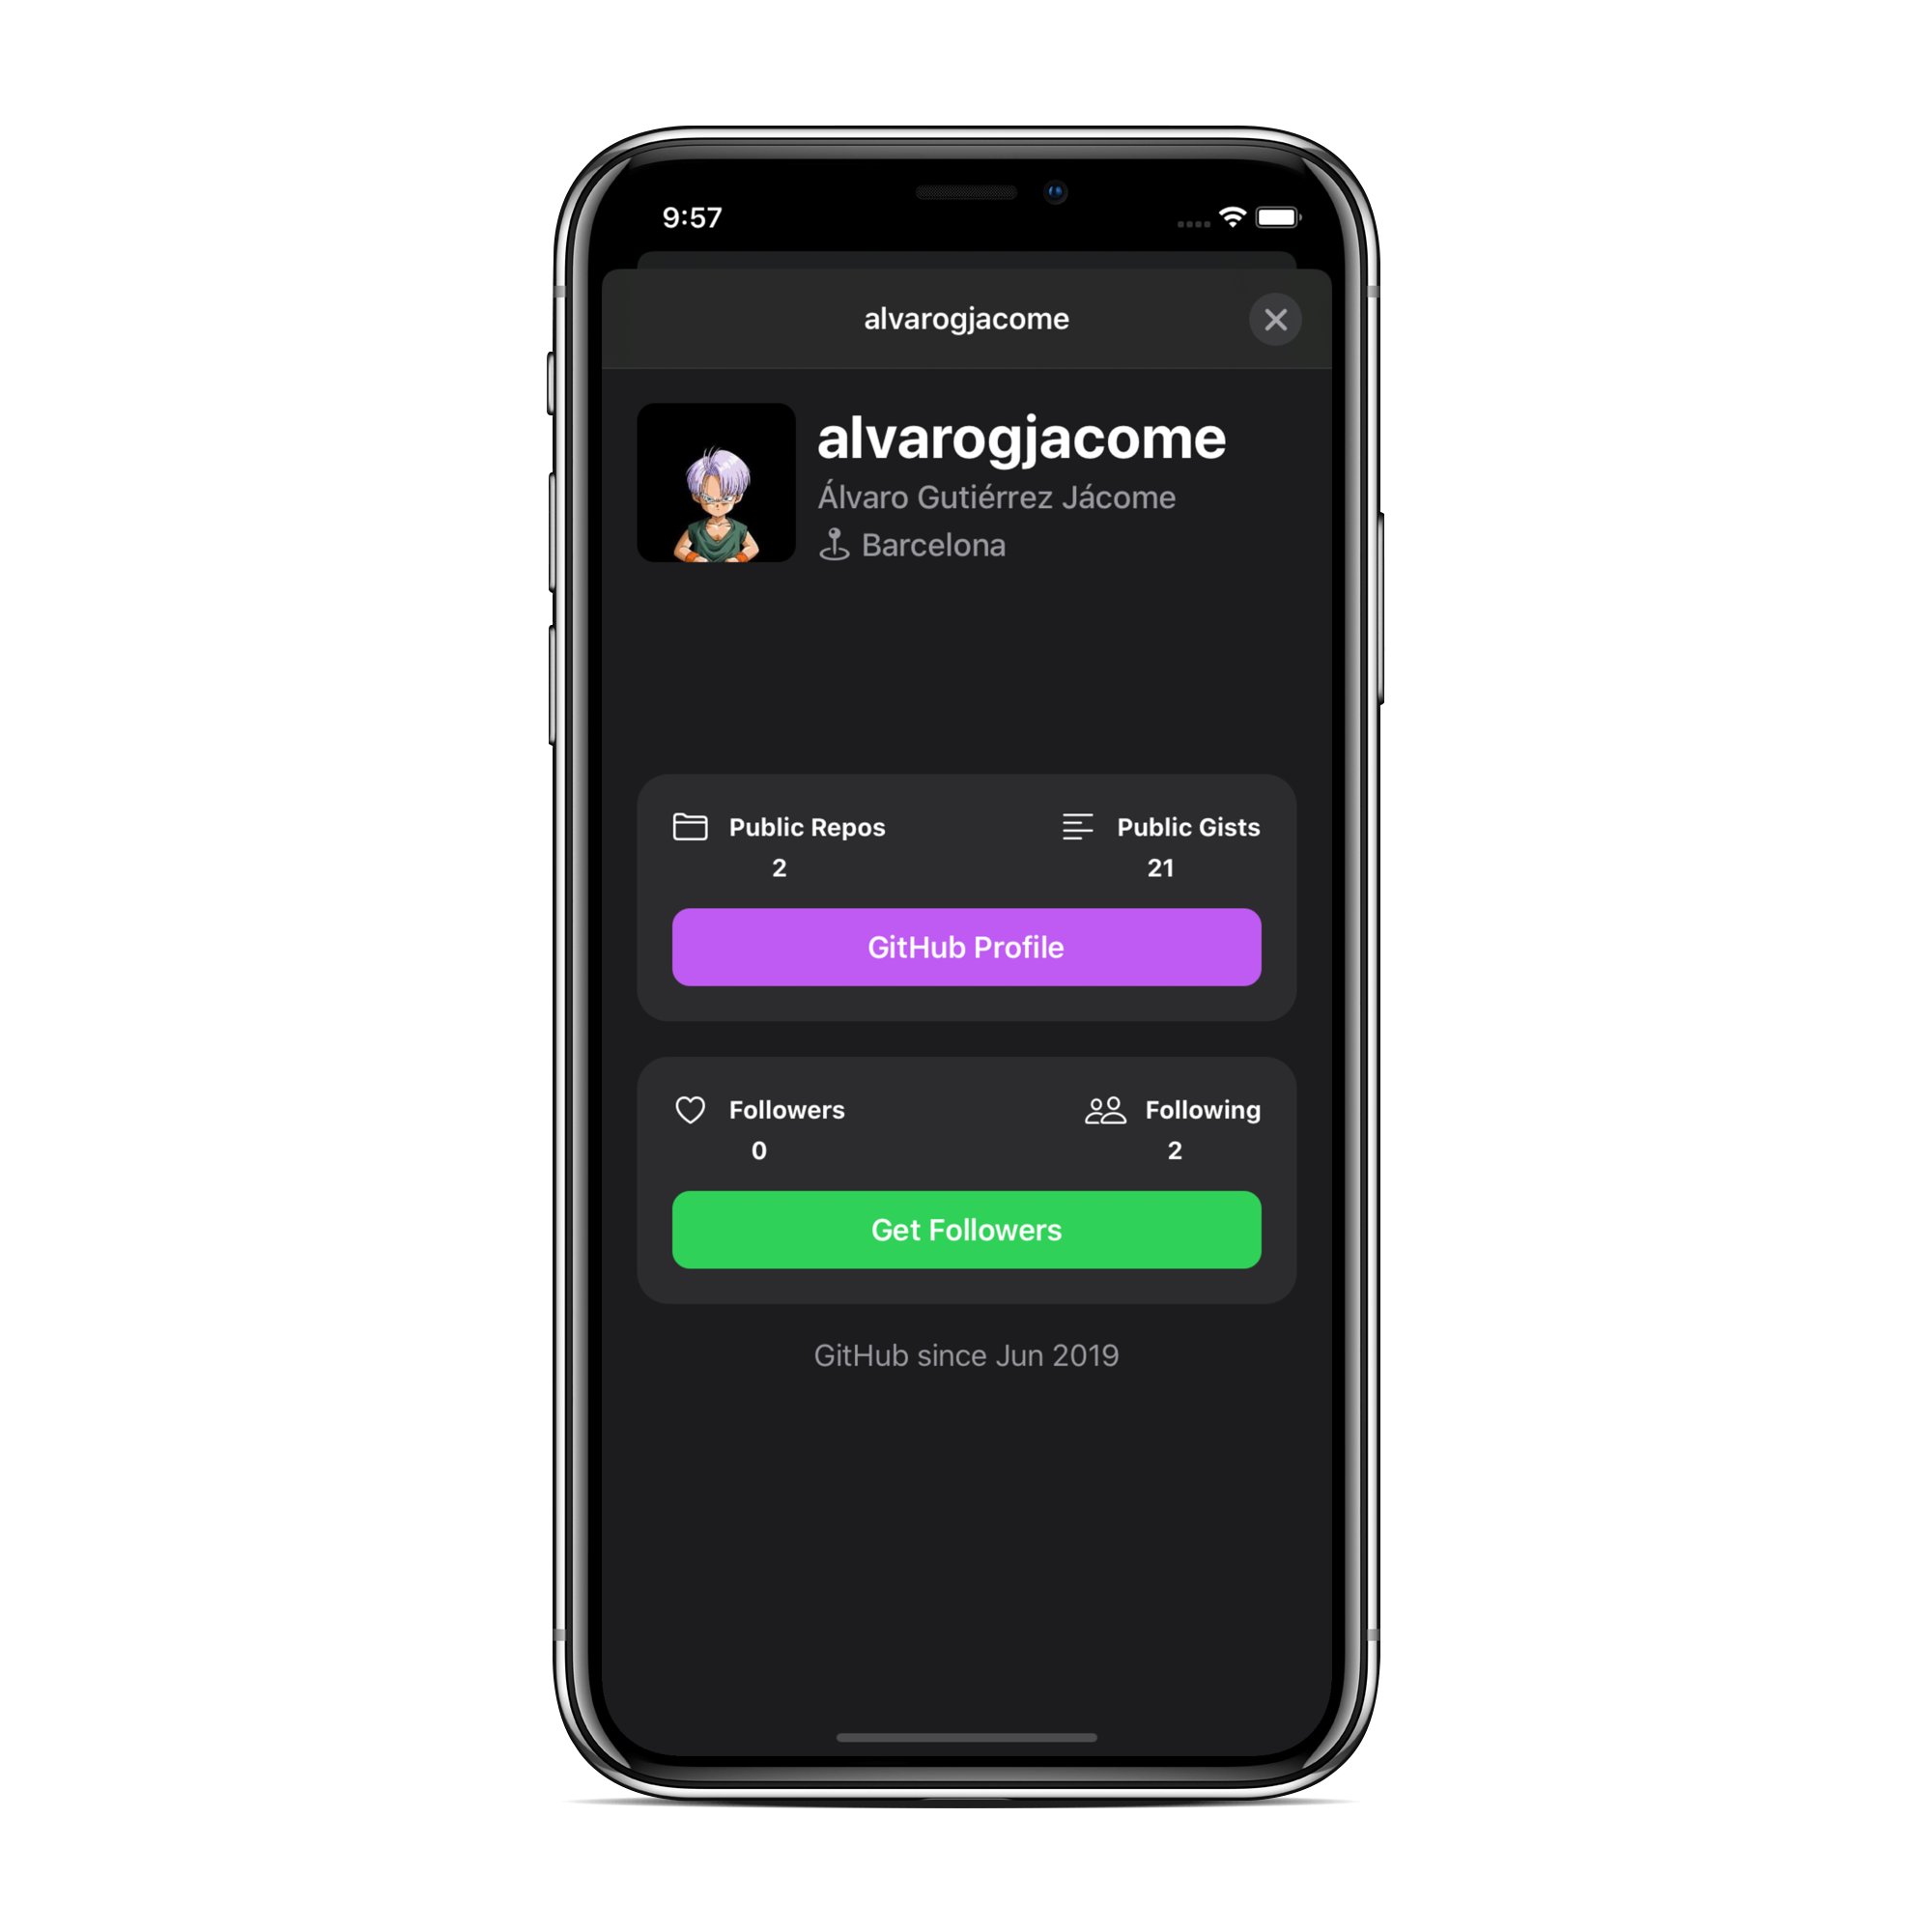 9:57
alvarogjacome
alvarogjacome
Álvaro Gutiérrez Jácome
Barcelona
Public Repos Public Gists
2 21
GitHub Profile
Followers Following
0 2
Get Followers
GitHub since Jun 2019